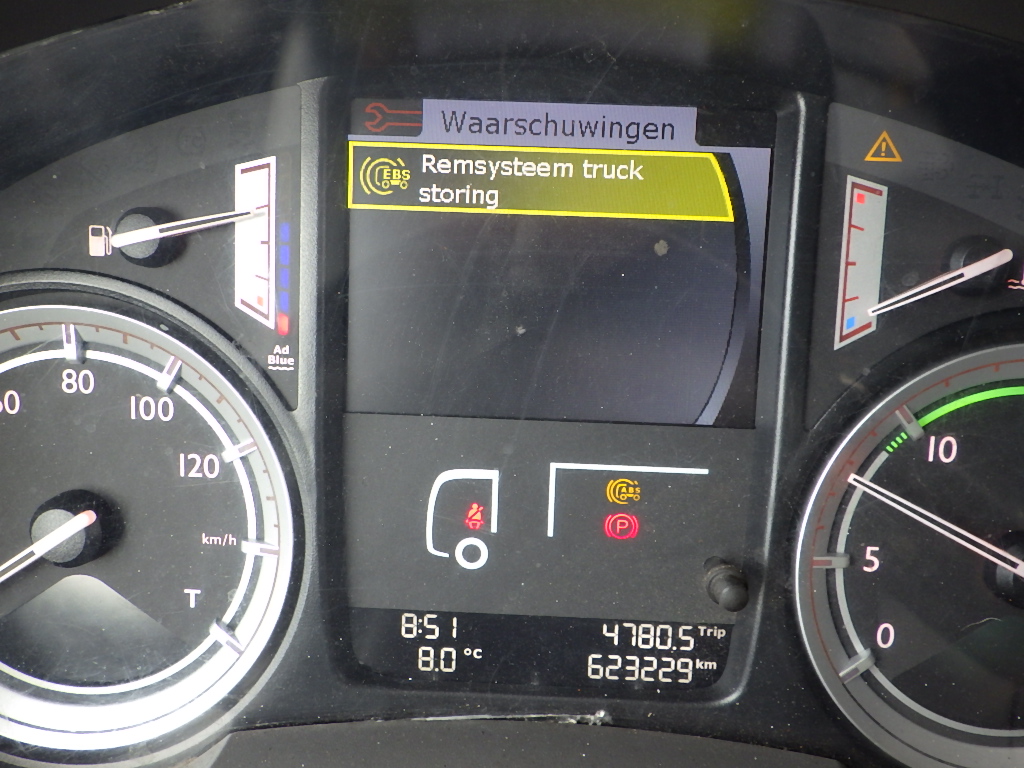 Waarschuwingen
EBS
Remsysteem truck
storing
Ad
Blue
80
100
120
km/h
T
ABS
P
10
5
0
8:51
4780.5 Trip
8.0 °C
623229 km